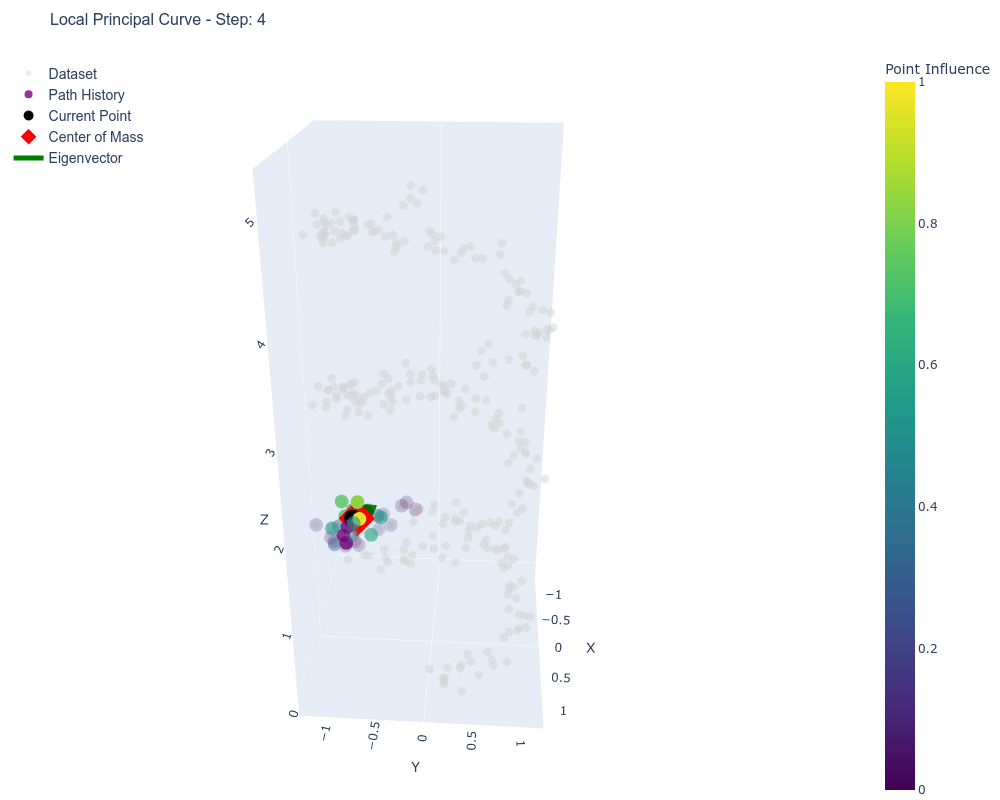 Local Principal Curve - Step: 4
Dataset
Path History
Current Point
Center of Mass
Eigenvector
Point Influence
1
0.8
0.6
0.4
0.2
0
5
4
3
2
1
0
Z
−1
−0.5
0
0.5
1
X
−1
−0.5
0
0.5
1
Y